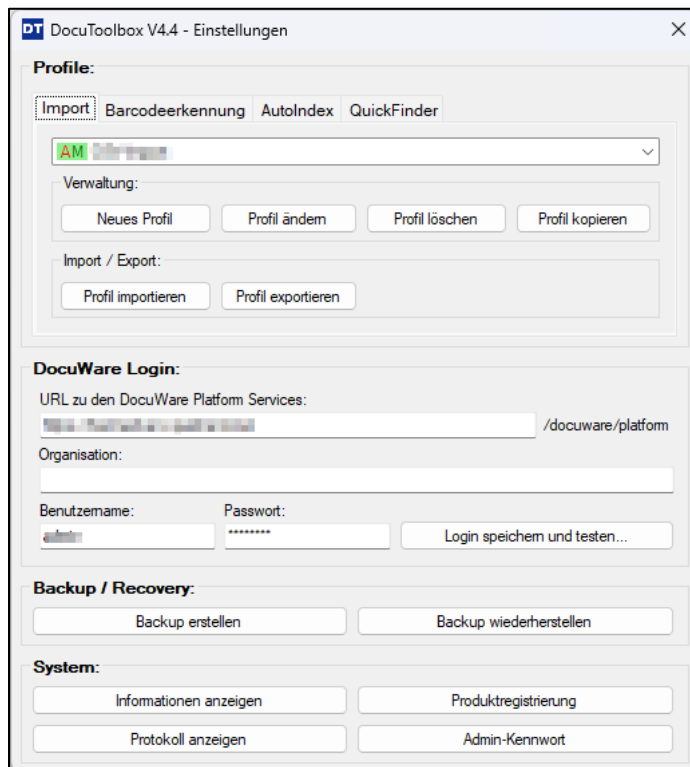 DT DocuToolbox V4.4 - Einstellungen
Profile:
Import Barcodeerkennung AutoIndex QuickFinder
AM
Verwaltung:
Neues Profil Profil ändern Profil löschen Profil kopieren
Import / Export:
Profil importieren Profil exportieren
DocuWare Login:
URL zu den DocuWare Platform Services:
/docuware/platform
Organisation:
Benutzername: Passwort:
******** Login speichern und testen...
Backup / Recovery:
Backup erstellen Backup wiederherstellen
System:
Informationen anzeigen Produktregistrierung
Protokoll anzeigen Admin-Kennwort